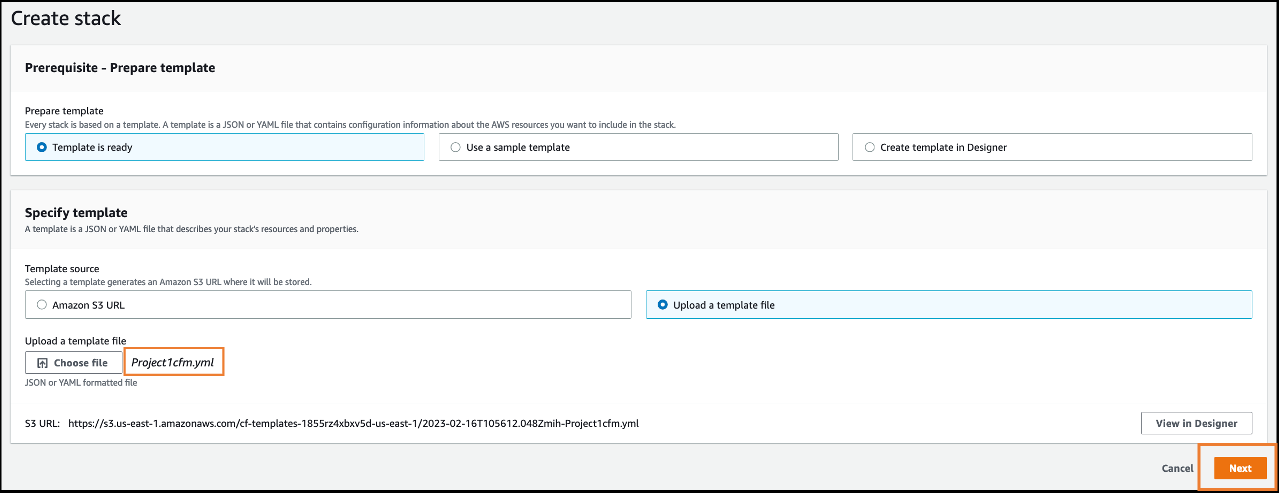 Create stack
Prerequisite - Prepare template
Prepare template
Every stack is based on a template. A template is a JSON or YAML file that contains configuration information about the AWS resources you want to include in the stack.
Template is ready
Use a sample template
Create template in Designer
Specify template
A template is a JSON or YAML file that describes your stack's resources and properties.
Template source
Selecting a template generates an Amazon S3 URL where it will be stored.
Amazon S3 URL
Upload a template file
Upload a template file
Choose file
Project1cfm.yml
JSON or YAML formatted file
S3 URL: https://s3.us-east-1.amazonaws.com/cf-templates-1855rz4xbxv5d-us-east-1/2023-02-16T105612.048Zmih-Project1cfm.yml
View in Designer
Cancel
Next